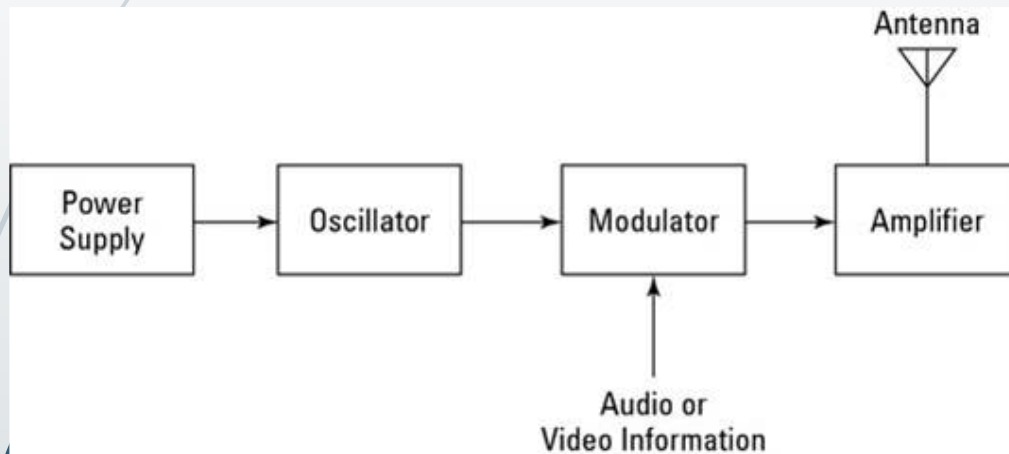 Antenna
Power
Supply
Oscillator
Modulator
Amplifier
Audio or
Video Information